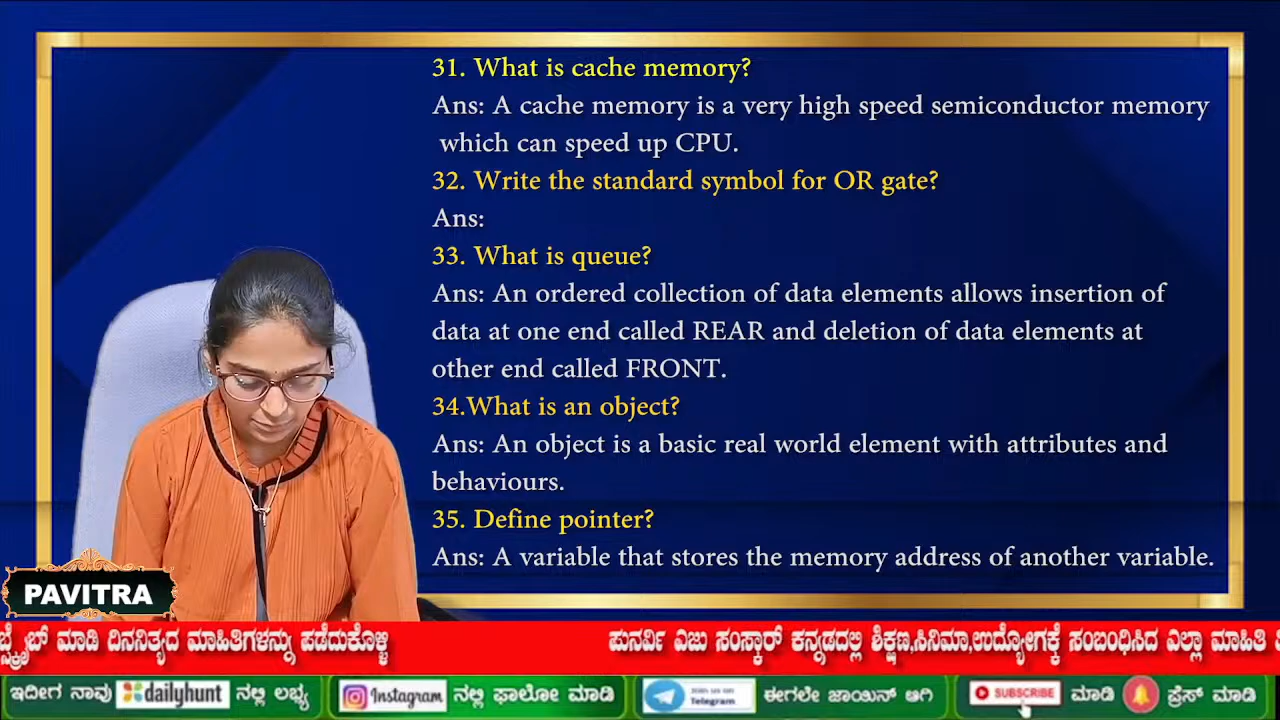 31. What is cache memory?
Ans: A cache memory is a very high speed semiconductor memory
which can speed up CPU.
32. Write the standard symbol for OR gate?
Ans:
33. What is queue?
Ans: An ordered collection of data elements allows insertion of
data at one end called REAR and deletion of data elements at
other end called FRONT.
34.What is an object?
Ans: An object is a basic real world element with attributes and
behaviours.
35. Define pointer?
Ans: A variable that stores the memory address of another variable.
PAVITRA
ಮಾಡಿ ದಿನನಿತ್ಯದ ಮಾಹಿತಿಗಳನ್ನು ಪಡೆದುಕೊಳ್ಳಿ ಪುನರ್ವಿ ಎಜು ಸಂಸ್ಕಾರ್ ಕನ್ನಡದಲ್ಲಿ ಶಿಕ್ಷಣ,ಸಿನಿಮಾ,ಉದ್ಯೋಗಕ್ಕೆ ಸಂಬಂಧಿಸಿದ ಎಲ್ಲಾ ಮಾಹಿತಿ
ಇದೀಗ ನಾವು dailyhunt ನಲ್ಲಿ ಲಭ್ಯ Instagram ನಲ್ಲಿ ಫಾಲೋ ಮಾಡಿ JOIN US ON Telegram ಈಗಲೇ ಜಾಯಿನ್ ಆಗಿ SUBSCRIBE ಮಾಡಿ ಪ್ರೆಸ್ ಮಾಡಿ